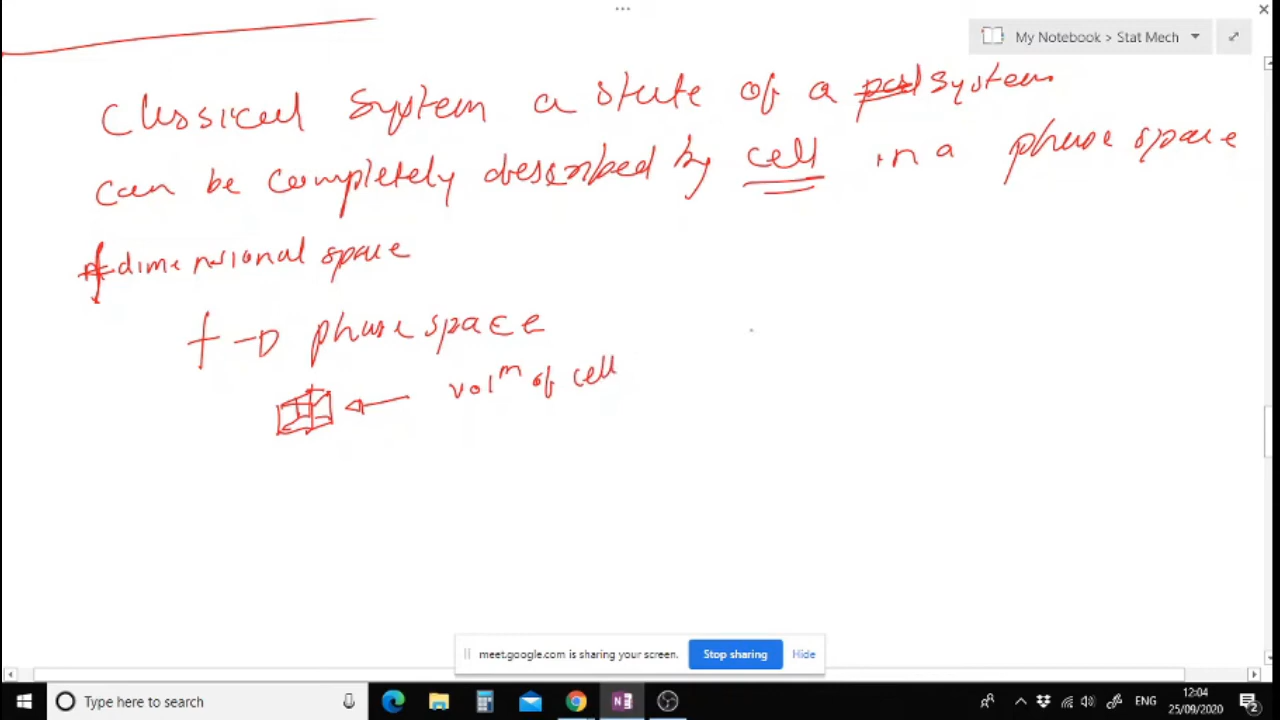 My Notebook > Stat Mech
Classical System a state of a system
can be completely described by cell in a phase space
f-dimensional space
f-D phase space
volm of cell
meet.google.com is sharing your screen. Stop sharing Hide
Type here to search
ENG
12:04
25/09/2020
2